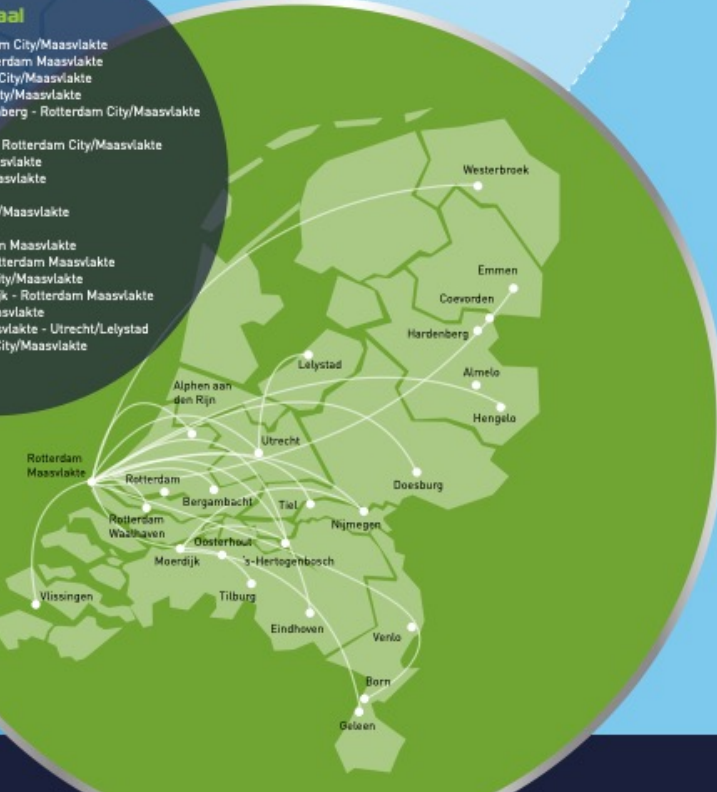 aal
m City/Maasvlakte
erdam Maasvlakte
City/Maasvlakte
ty/Maasvlakte
berg - Rotterdam City/Maasvlakte
Rotterdam City/Maasvlakte
svlakte
asvlakte
/Maasvlakte
m Maasvlakte
tterdam Maasvlakte
ity/Maasvlakte
jk - Rotterdam Maasvlakte
asvlakte
svlakte - Utrecht/Lelystad
City/Maasvlakte
Westerbroek
Emmen
Coevorden
Hardenberg
Lelystad
Almelo
Alphen aan
den Rijn
Hengelo
Utrecht
Rotterdam
Maasvlakte
Rotterdam
Doesburg
Bergambacht
Tiel
Rotterdam
Waalhaven
Nijmegen
Oosterhout
Moerdijk
's-Hertogenbosch
Vlissingen
Tilburg
Eindhoven
Venlo
Born
Geleen